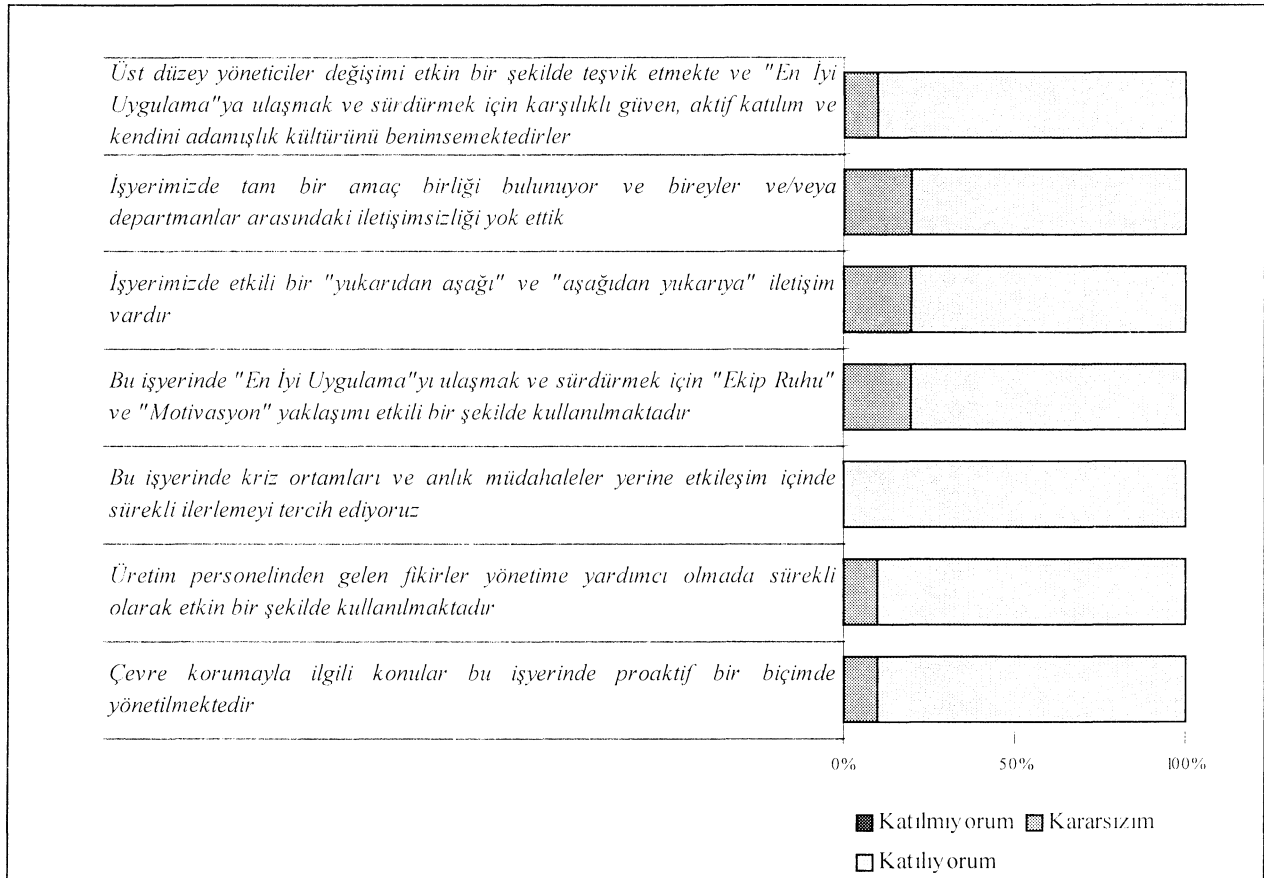 Üst düzey yöneticiler değişimi etkin bir şekilde teşvik etmekte ve "En İyi
Uygulama"ya ulaşmak ve sürdürmek için karşılıklı güven, aktif katılım ve
kendini adamışlık kültürünü benimsemektedirler
İşyerimizde tam bir amaç birliği bulunuyor ve bireyler ve/veya
departmanlar arasındaki iletişimsizliği yok ettik
İşyerimizde etkili bir "yukarıdan aşağı" ve "aşağıdan yukarıya" iletişim
vardır
Bu işyerinde "En İyi Uygulama"yı ulaşmak ve sürdürmek için "Ekip Ruhu"
ve "Motivasyon" yaklaşımı etkili bir şekilde kullanılmaktadır
Bu işyerinde kriz ortamları ve anlık müdahaleler yerine etkileşim içinde
sürekli ilerlemeyi tercih ediyoruz
Üretim personelinden gelen fikirler yönetime yardımcı olmada sürekli
olarak etkin bir şekilde kullanılmaktadır
Çevre korumayla ilgili konular bu işyerinde proaktif bir biçimde
yönetilmektedir
0% 50% 100%
Katılmıyorum Kararsızım
Katılıyorum